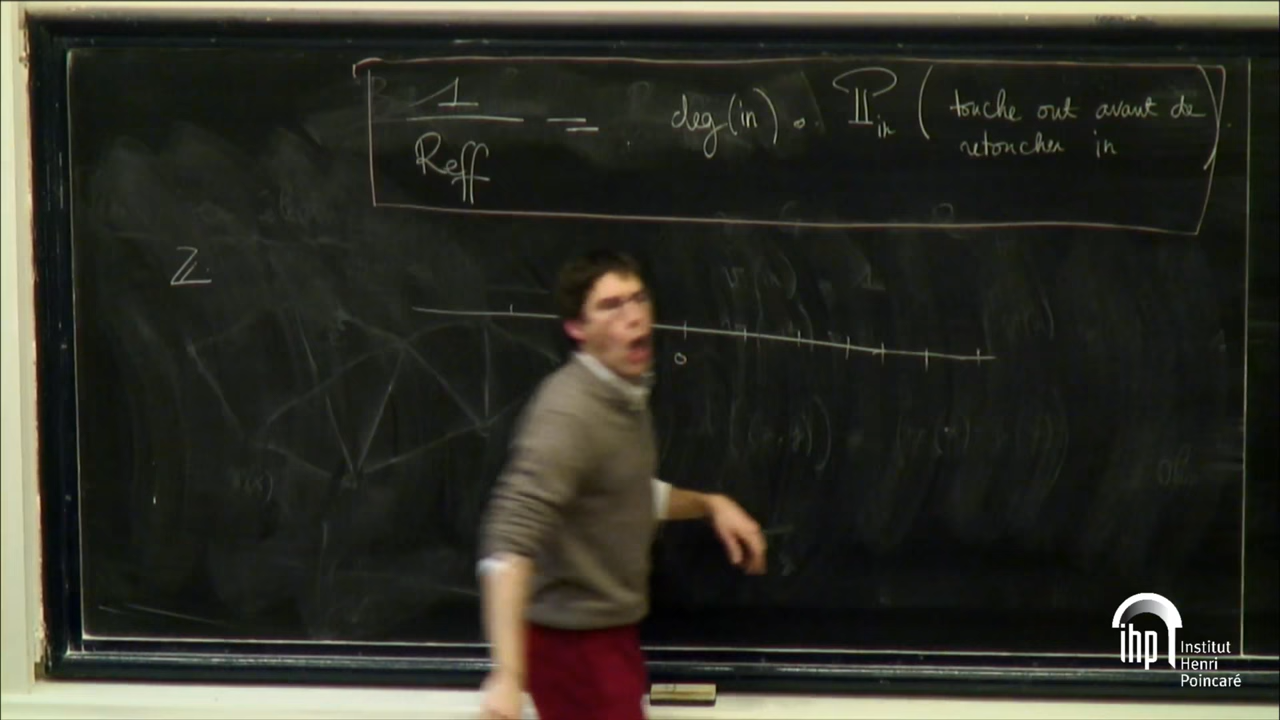 1/Reff = deg(in) . ℙin ( touche out avant de
retoucher in )
ℤ
0
ihp Institut
Henri
Poincaré